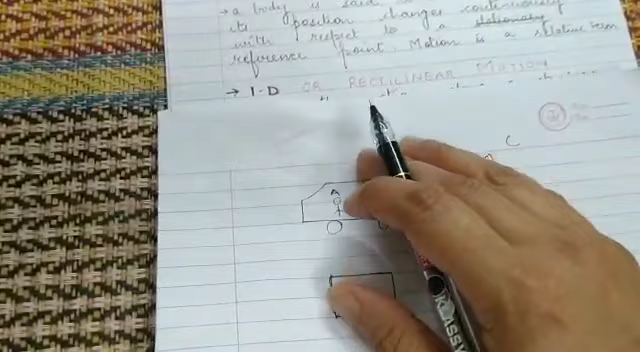 → a body is said
its position changes continuously
with respect to a stationary
reference point. Motion is a relative term
→ 1-D OR RECTILINEAR MOTION
C
A
KLASSY